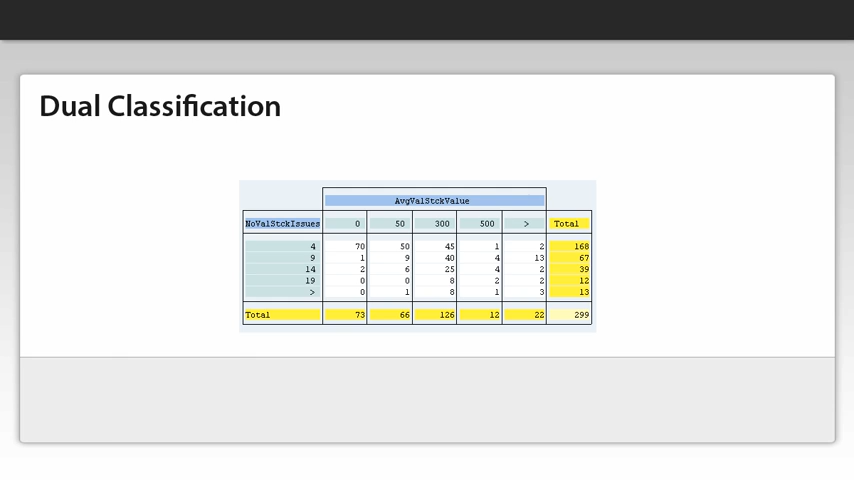 Dual Classification
AvgValStckValue
NoValStckIssues 0 50 300 500 > Total
4 70 50 45 1 2 168
9 1 9 40 4 13 67
14 2 6 25 4 2 39
19 0 0 8 2 2 12
> 0 1 8 1 3 13
Total 73 66 126 12 22 299